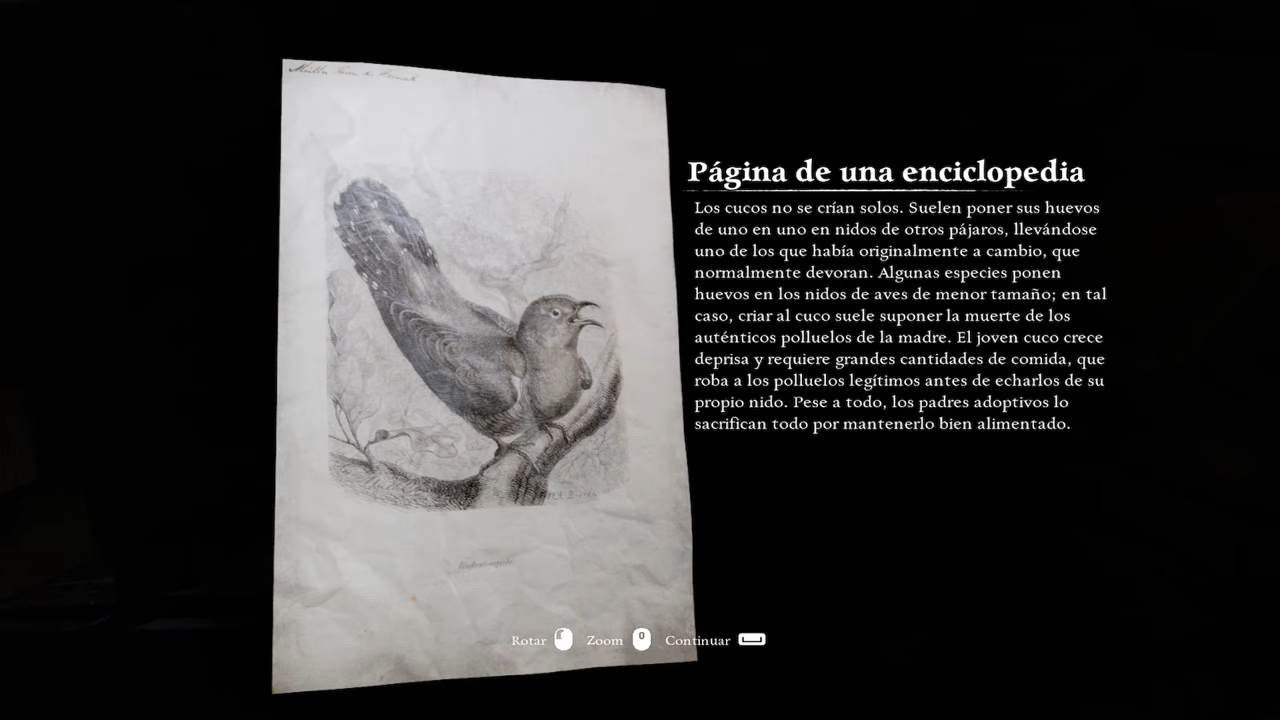 Página de una enciclopedia
Los cucos no se crían solos. Suelen poner sus huevos
de uno en uno en nidos de otros pájaros, llevándose
uno de los que había originalmente a cambio, que
normalmente devoran. Algunas especies ponen
huevos en los nidos de aves de menor tamaño; en tal
caso, criar al cuco suele suponer la muerte de los
auténticos polluelos de la madre. El joven cuco crece
deprisa y requiere grandes cantidades de comida, que
roba a los polluelos legítimos antes de echarlos de su
propio nido. Pese a todo, los padres adoptivos lo
sacrifican todo por mantenerlo bien alimentado.
Rotar Zoom Continuar